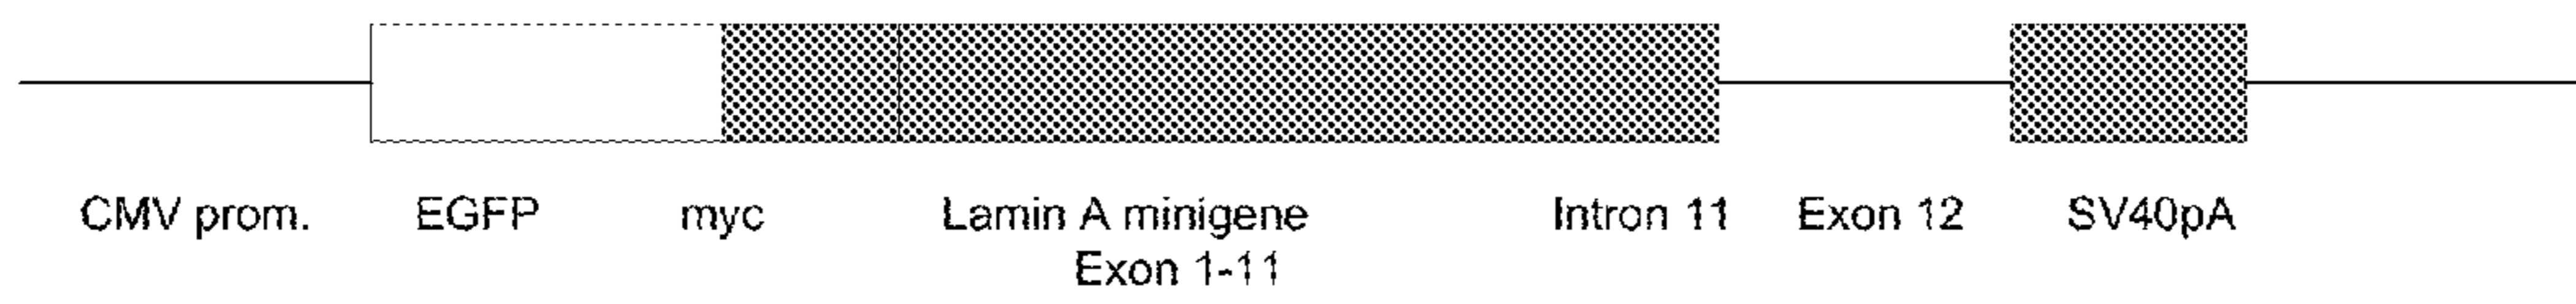 CMV prom. EGFP myc Lamin A minigene Intron 11 Exon 12 SV40pA
Exon 1-11